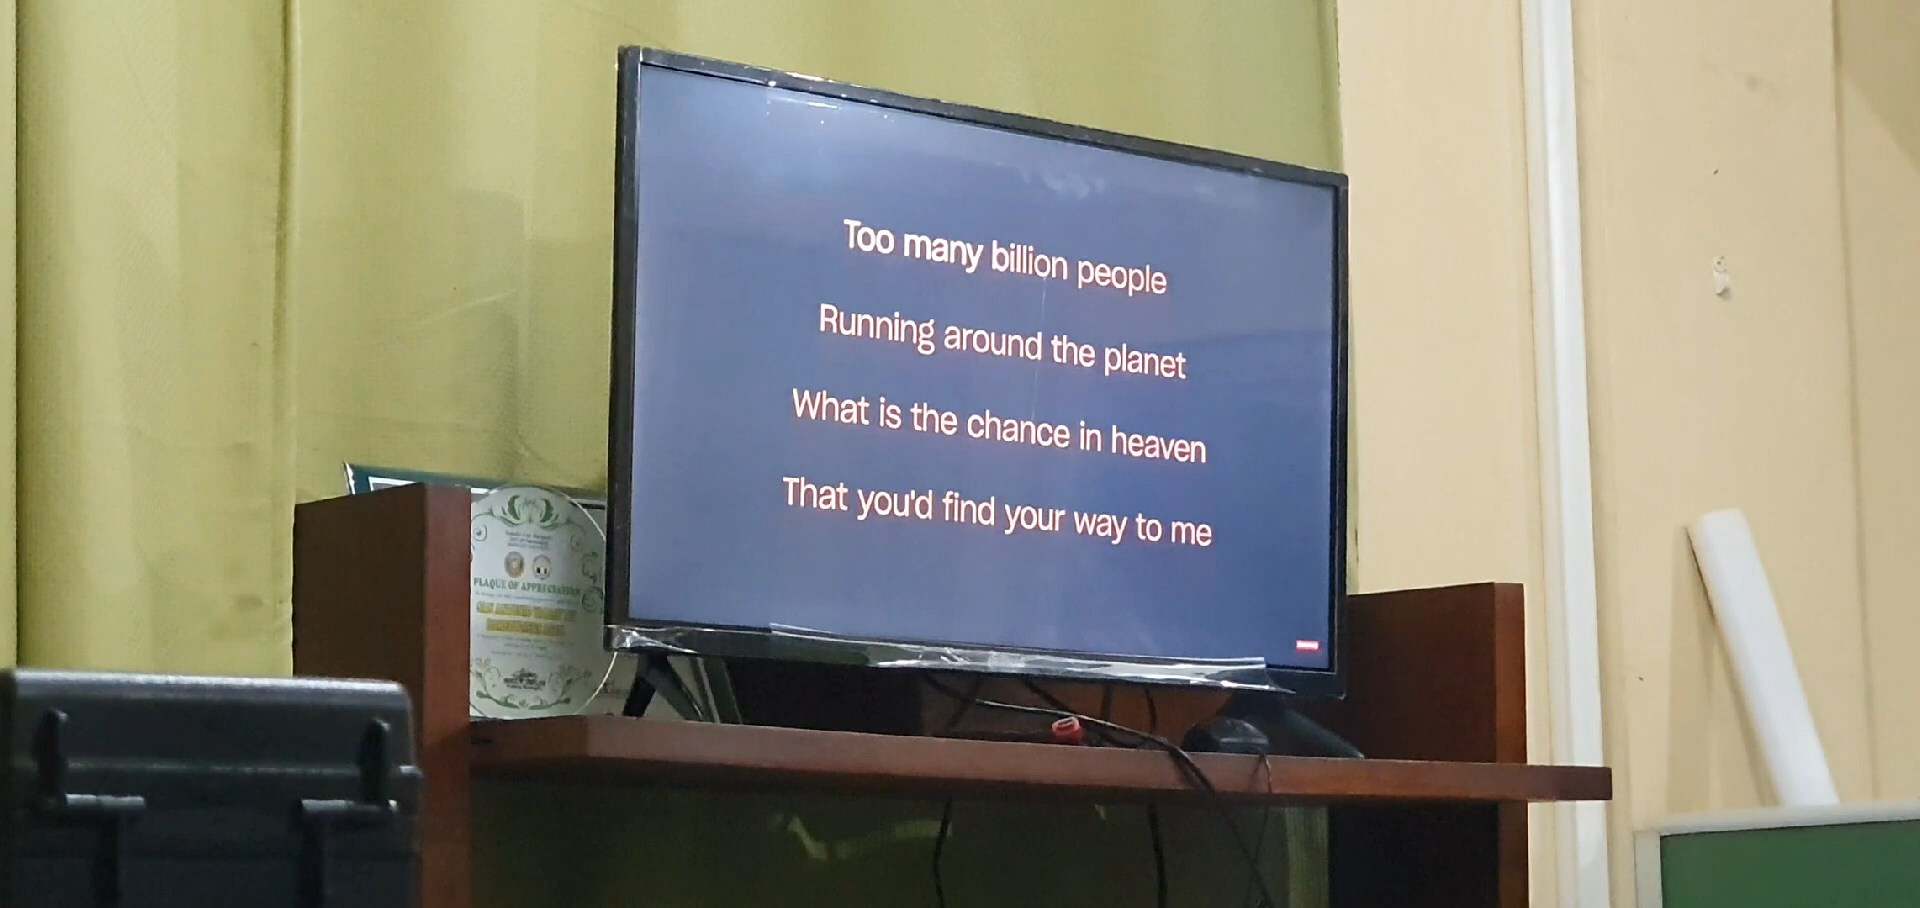 Too many billion people
Running around the planet
What is the chance in heaven
That you'd find your way to me
PLAQUE OF APPRECIATION